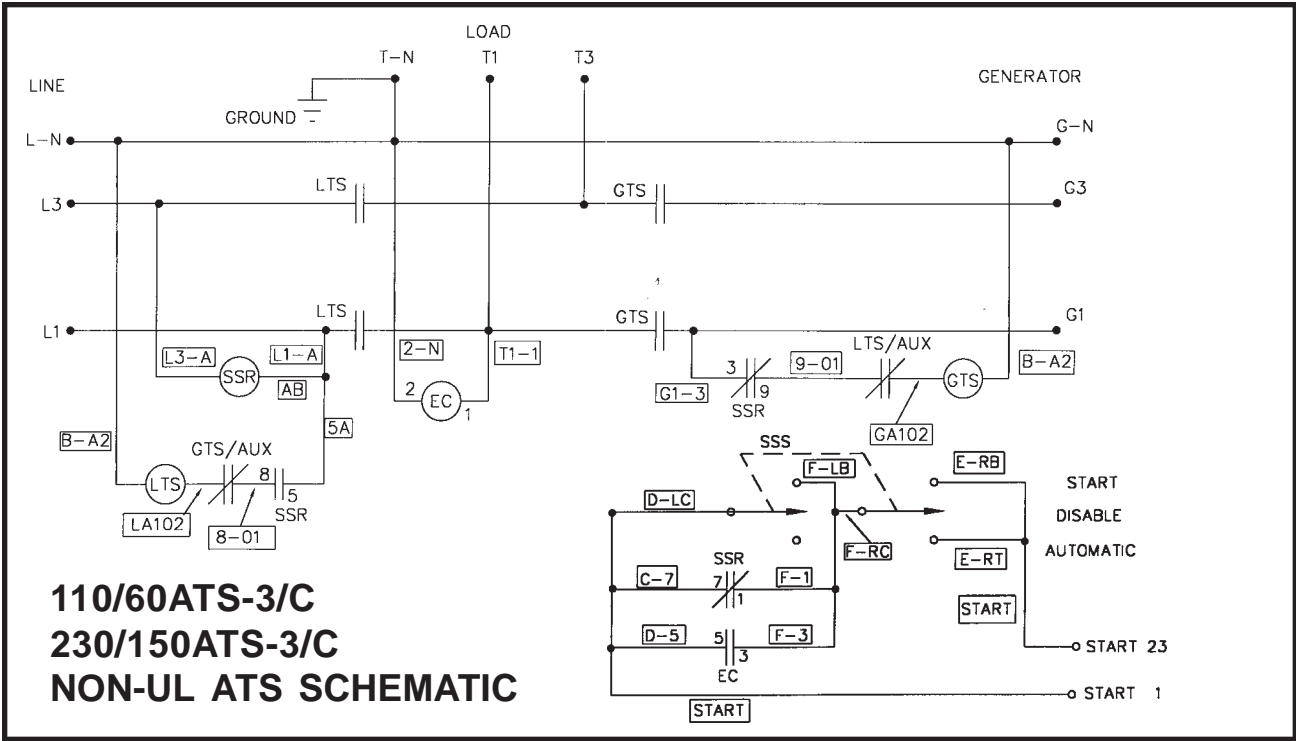 LOAD
T-N T1 T3
LINE
GENERATOR
GROUND
L-N
G-N
LTS
GTS
L3
G3
LTS
GTS
L1
G1
L3-A
L1-A
2-N
T1-1
LTS/AUX
3
9-01
B-A2
SSR
AB
2
EC
1
G1-3
9
SSR
GTS
GA102
B-A2
5A
GTS/AUX
LTS
8
5
SSR
LA102
8-01
SSS
F-LB
E-RB
START
D-LC
DISABLE
F-RC
E-RT
AUTOMATIC
SSR
C-7
7
1
F-1
START
D-5
5
3
F-3
EC
START 23
START 1
START
110/60ATS-3/C
230/150ATS-3/C
NON-UL ATS SCHEMATIC